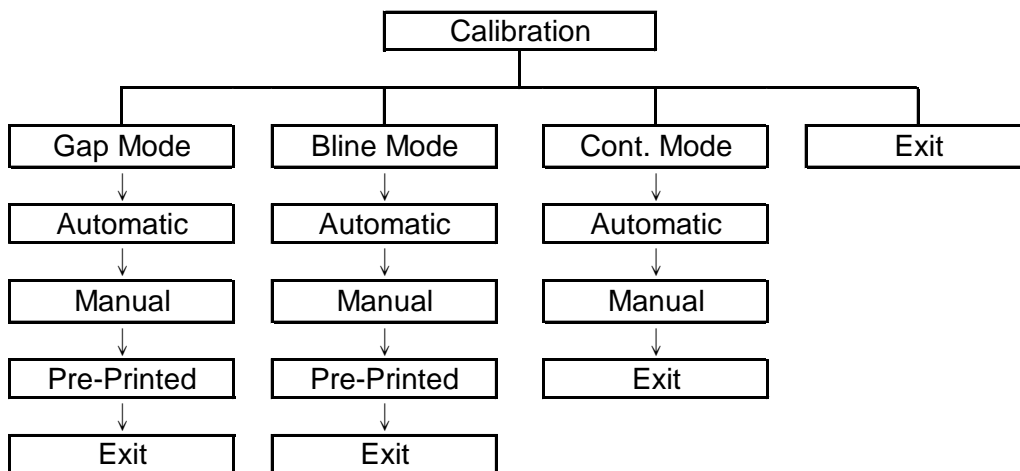 Calibration
Gap Mode
Bline Mode
Cont. Mode
Exit
Automatic
Automatic
Automatic
Manual
Manual
Manual
Pre-Printed
Pre-Printed
Exit
Exit
Exit